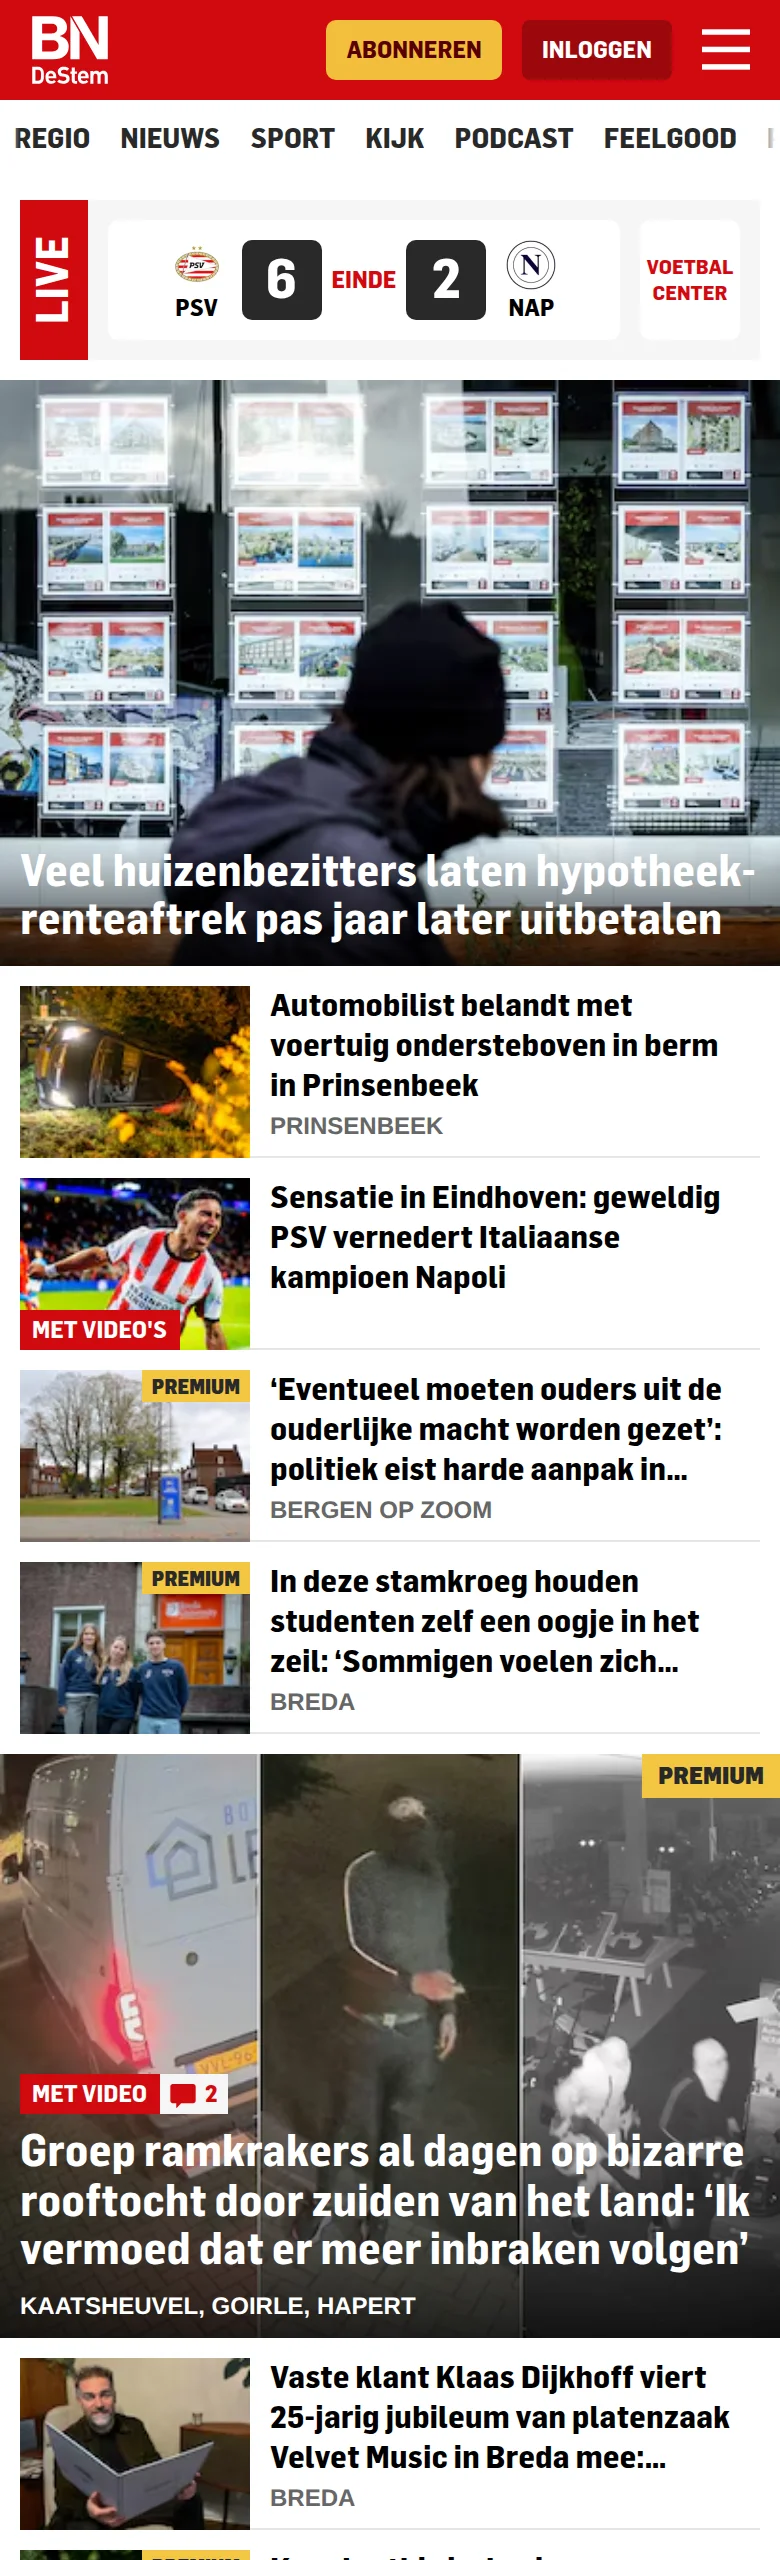 BN
DeStem
ABONNEREN
INLOGGEN
REGIO NIEUWS SPORT KIJK PODCAST FEELGOOD
LIVE
PSV
PSV
6
EINDE
2
N
NAP
VOETBAL
CENTER
Veel huizenbezitters laten hypotheek-
renteaftrek pas jaar later uitbetalen
Automobilist belandt met
voertuig ondersteboven in berm
in Prinsenbeek
PRINSENBEEK
MET VIDEO'S
Sensatie in Eindhoven: geweldig
PSV vernedert Italiaanse
kampioen Napoli
PREMIUM
‘Eventueel moeten ouders uit de
ouderlijke macht worden gezet’:
politiek eist harde aanpak in...
BERGEN OP ZOOM
PREMIUM
In deze stamkroeg houden
studenten zelf een oogje in het
zeil: ‘Sommigen voelen zich...
BREDA
PREMIUM
MET VIDEO
2
Groep ramkrakers al dagen op bizarre
rooftocht door zuiden van het land: ‘Ik
vermoed dat er meer inbraken volgen’
KAATSHEUVEL, GOIRLE, HAPERT
Vaste klant Klaas Dijkhoff viert
25-jarig jubileum van platenzaak
Velvet Music in Breda mee:...
BREDA